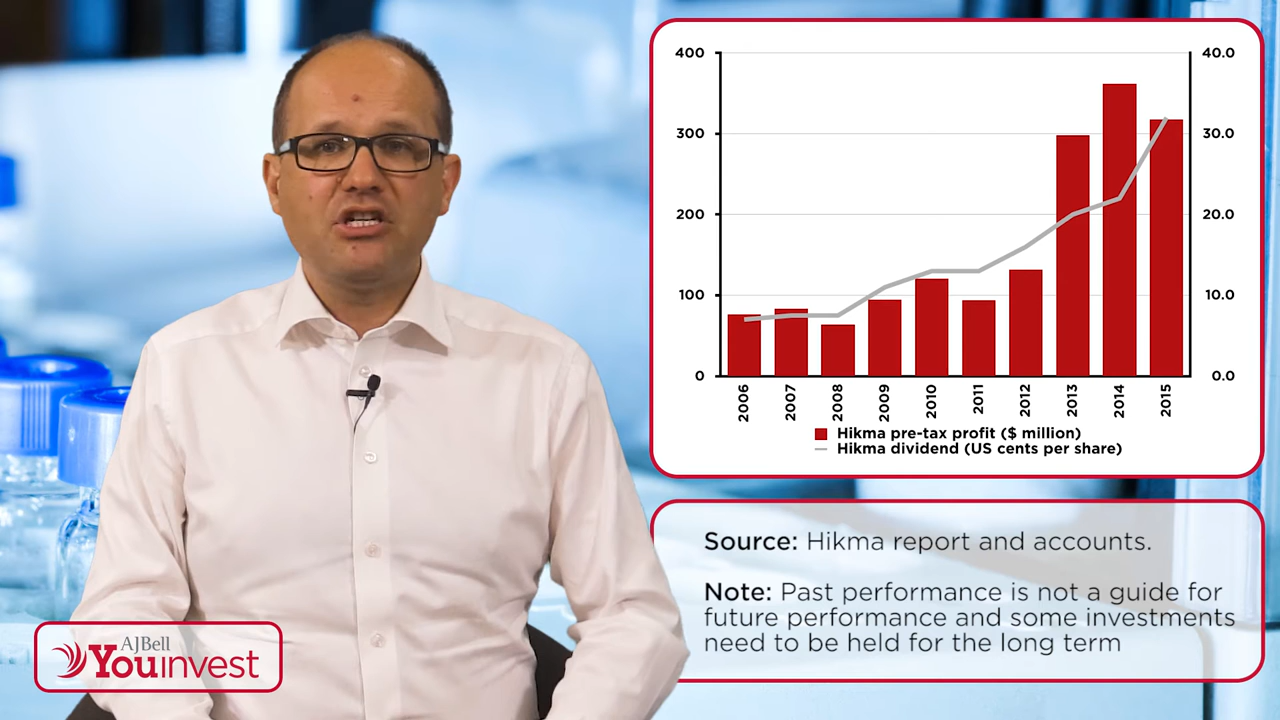 400
300
200
100
0
40.0
30.0
20.0
10.0
0.0
2006
2007
2008
2009
2010
2011
2012
2013
2014
2015
Hikma pre-tax profit ($ million)
Hikma dividend (US cents per share)
Source: Hikma report and accounts.
Note: Past performance is not a guide for
future performance and some investments
need to be held for the long term
AJBell
Youinvest